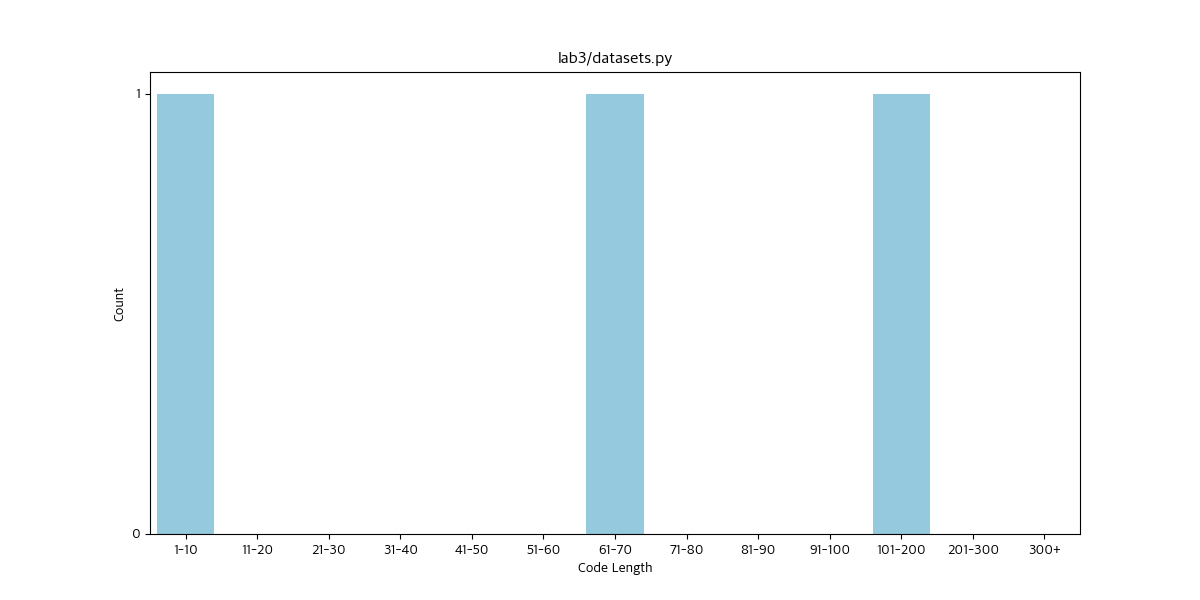 lab3/datasets.py
1
0
Count
1-10 11-20 21-30 31-40 41-50 51-60 61-70 71-80 81-90 91-100 101-200 201-300 300+
Code Length